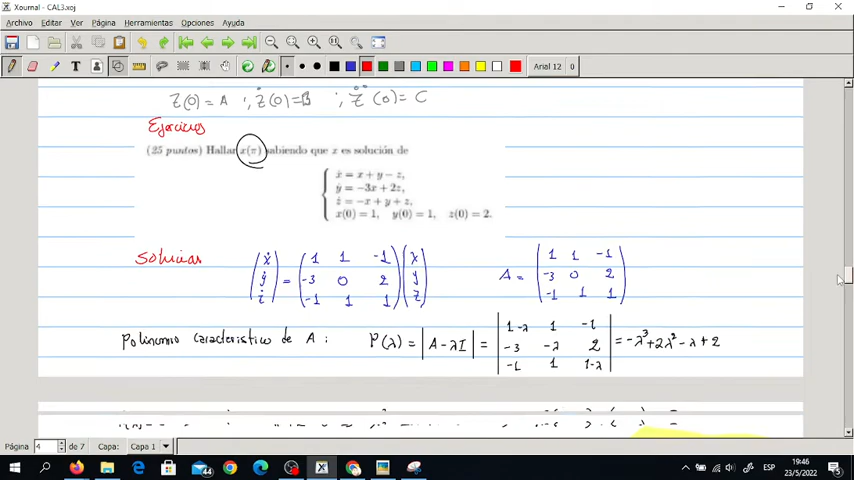 Xournal - CAL3.xoj
Archivo Editar Ver Página Herramientas Opciones Ayuda
Arial 12 0
Z(0) = A ; Ż(0)=B ; Z̈(0) = C
Ejercicios
(25 puntos) Hallar x(π) sabiendo que x es solución de
ẋ = x + y − z,
ẏ = −3x + 2z,
ż = −x + y + z,
x(0) = 1, y(0) = 1, z(0) = 2.
Solucion
ẋ 1 1 -1 x
ẏ = -3 0 2 y
ż -1 1 1 z
A = 1 1 -1
-3 0 2
-1 1 1
Polinomio caracteristico de A : P(λ) = |A-λI| = 1-λ 1 -1
-3 -λ 2
-1 1 1-λ
= -λ³+2λ²-λ+2
Página 4 de 7 Capa: Capa 1
44
ESP
19:46
23/5/2022